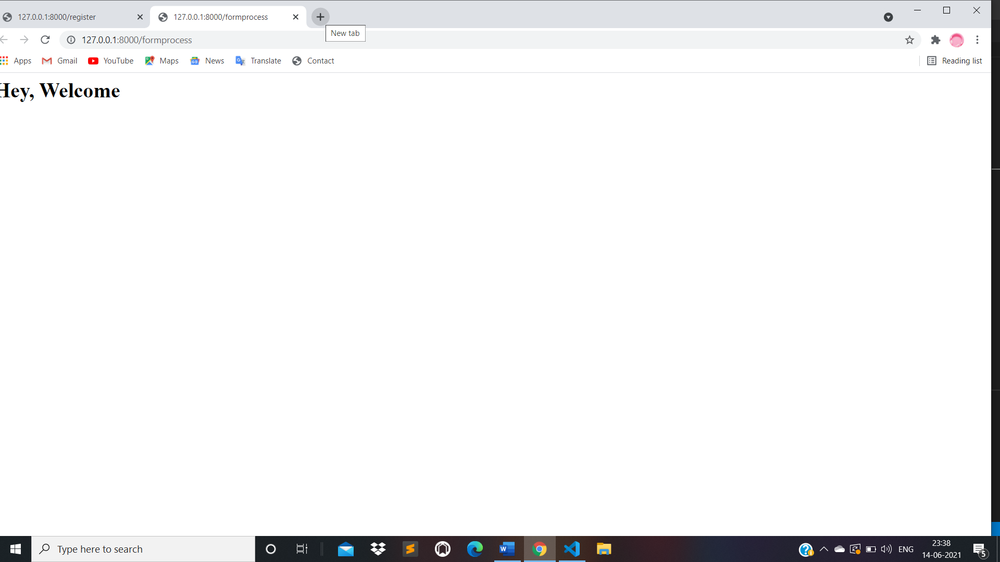 127.0.0.1:8000/register
127.0.0.1:8000/formprocess
New tab
127.0.0.1:8000/formprocess
Apps
Gmail
YouTube
Maps
News
Translate
Contact
Reading list
Hey, Welcome
Type here to search
ENG
23:38
14-06-2021
5